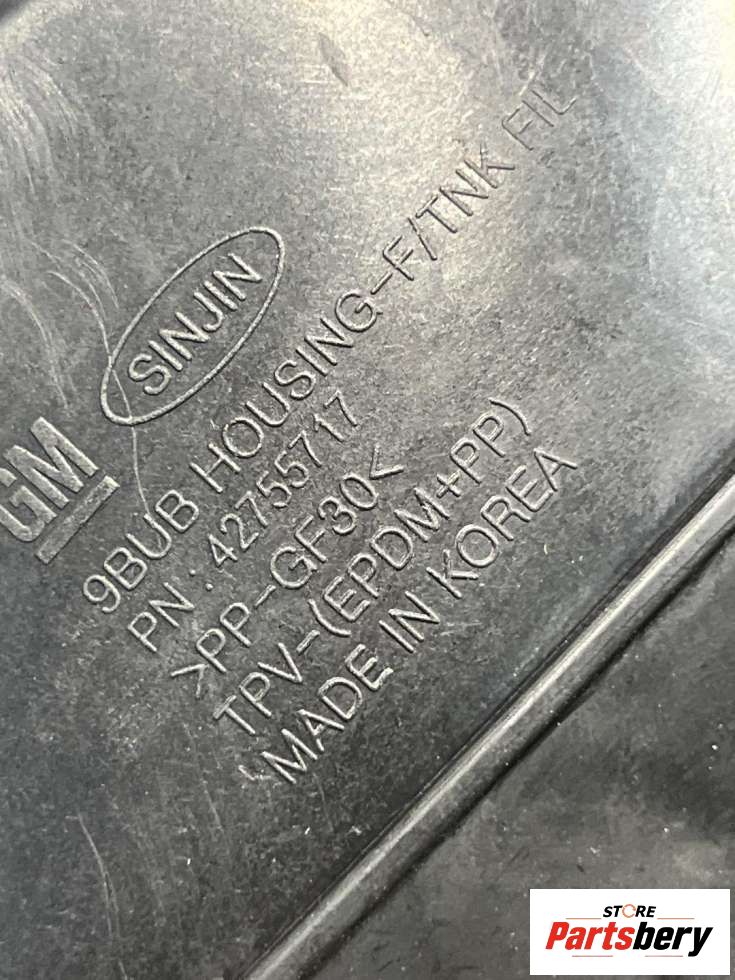 GM
SINJIN
9BUB HOUSING-F/TNK FIL
PN : 42755717
>PP-GF30<
TPV-(EPDM+PP)
MADE IN KOREA
STORE
Partsbery